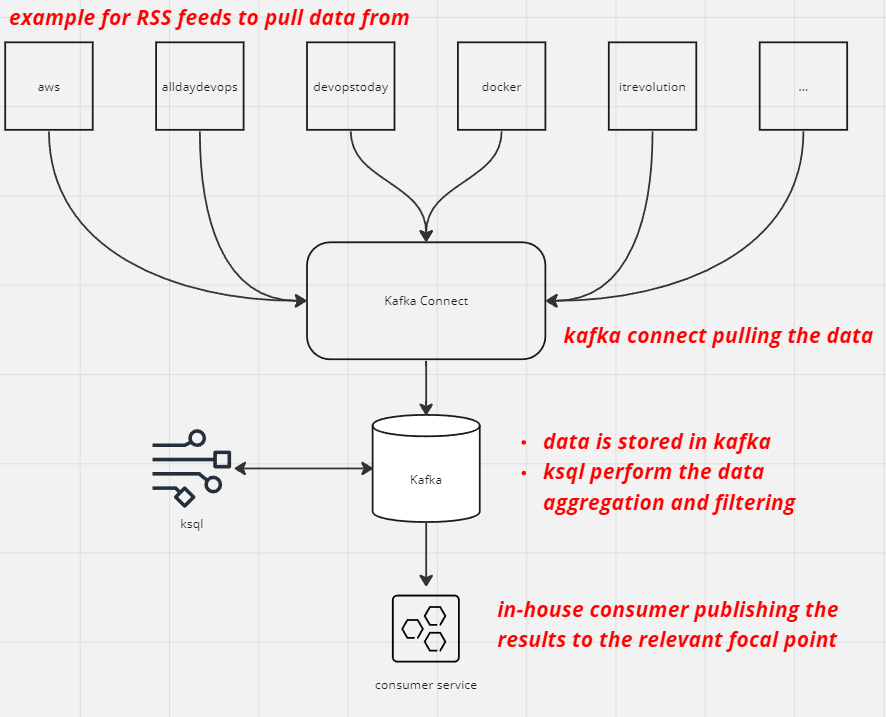 example for RSS feeds to pull data from
aws
alldaydevops
devopstoday
docker
itrevolution
...
Kafka Connect
kafka connect pulling the data
Kafka
• data is stored in kafka
• ksql perform the data
aggregation and filtering
ksql
in-house consumer publishing the
results to the relevant focal point
consumer service